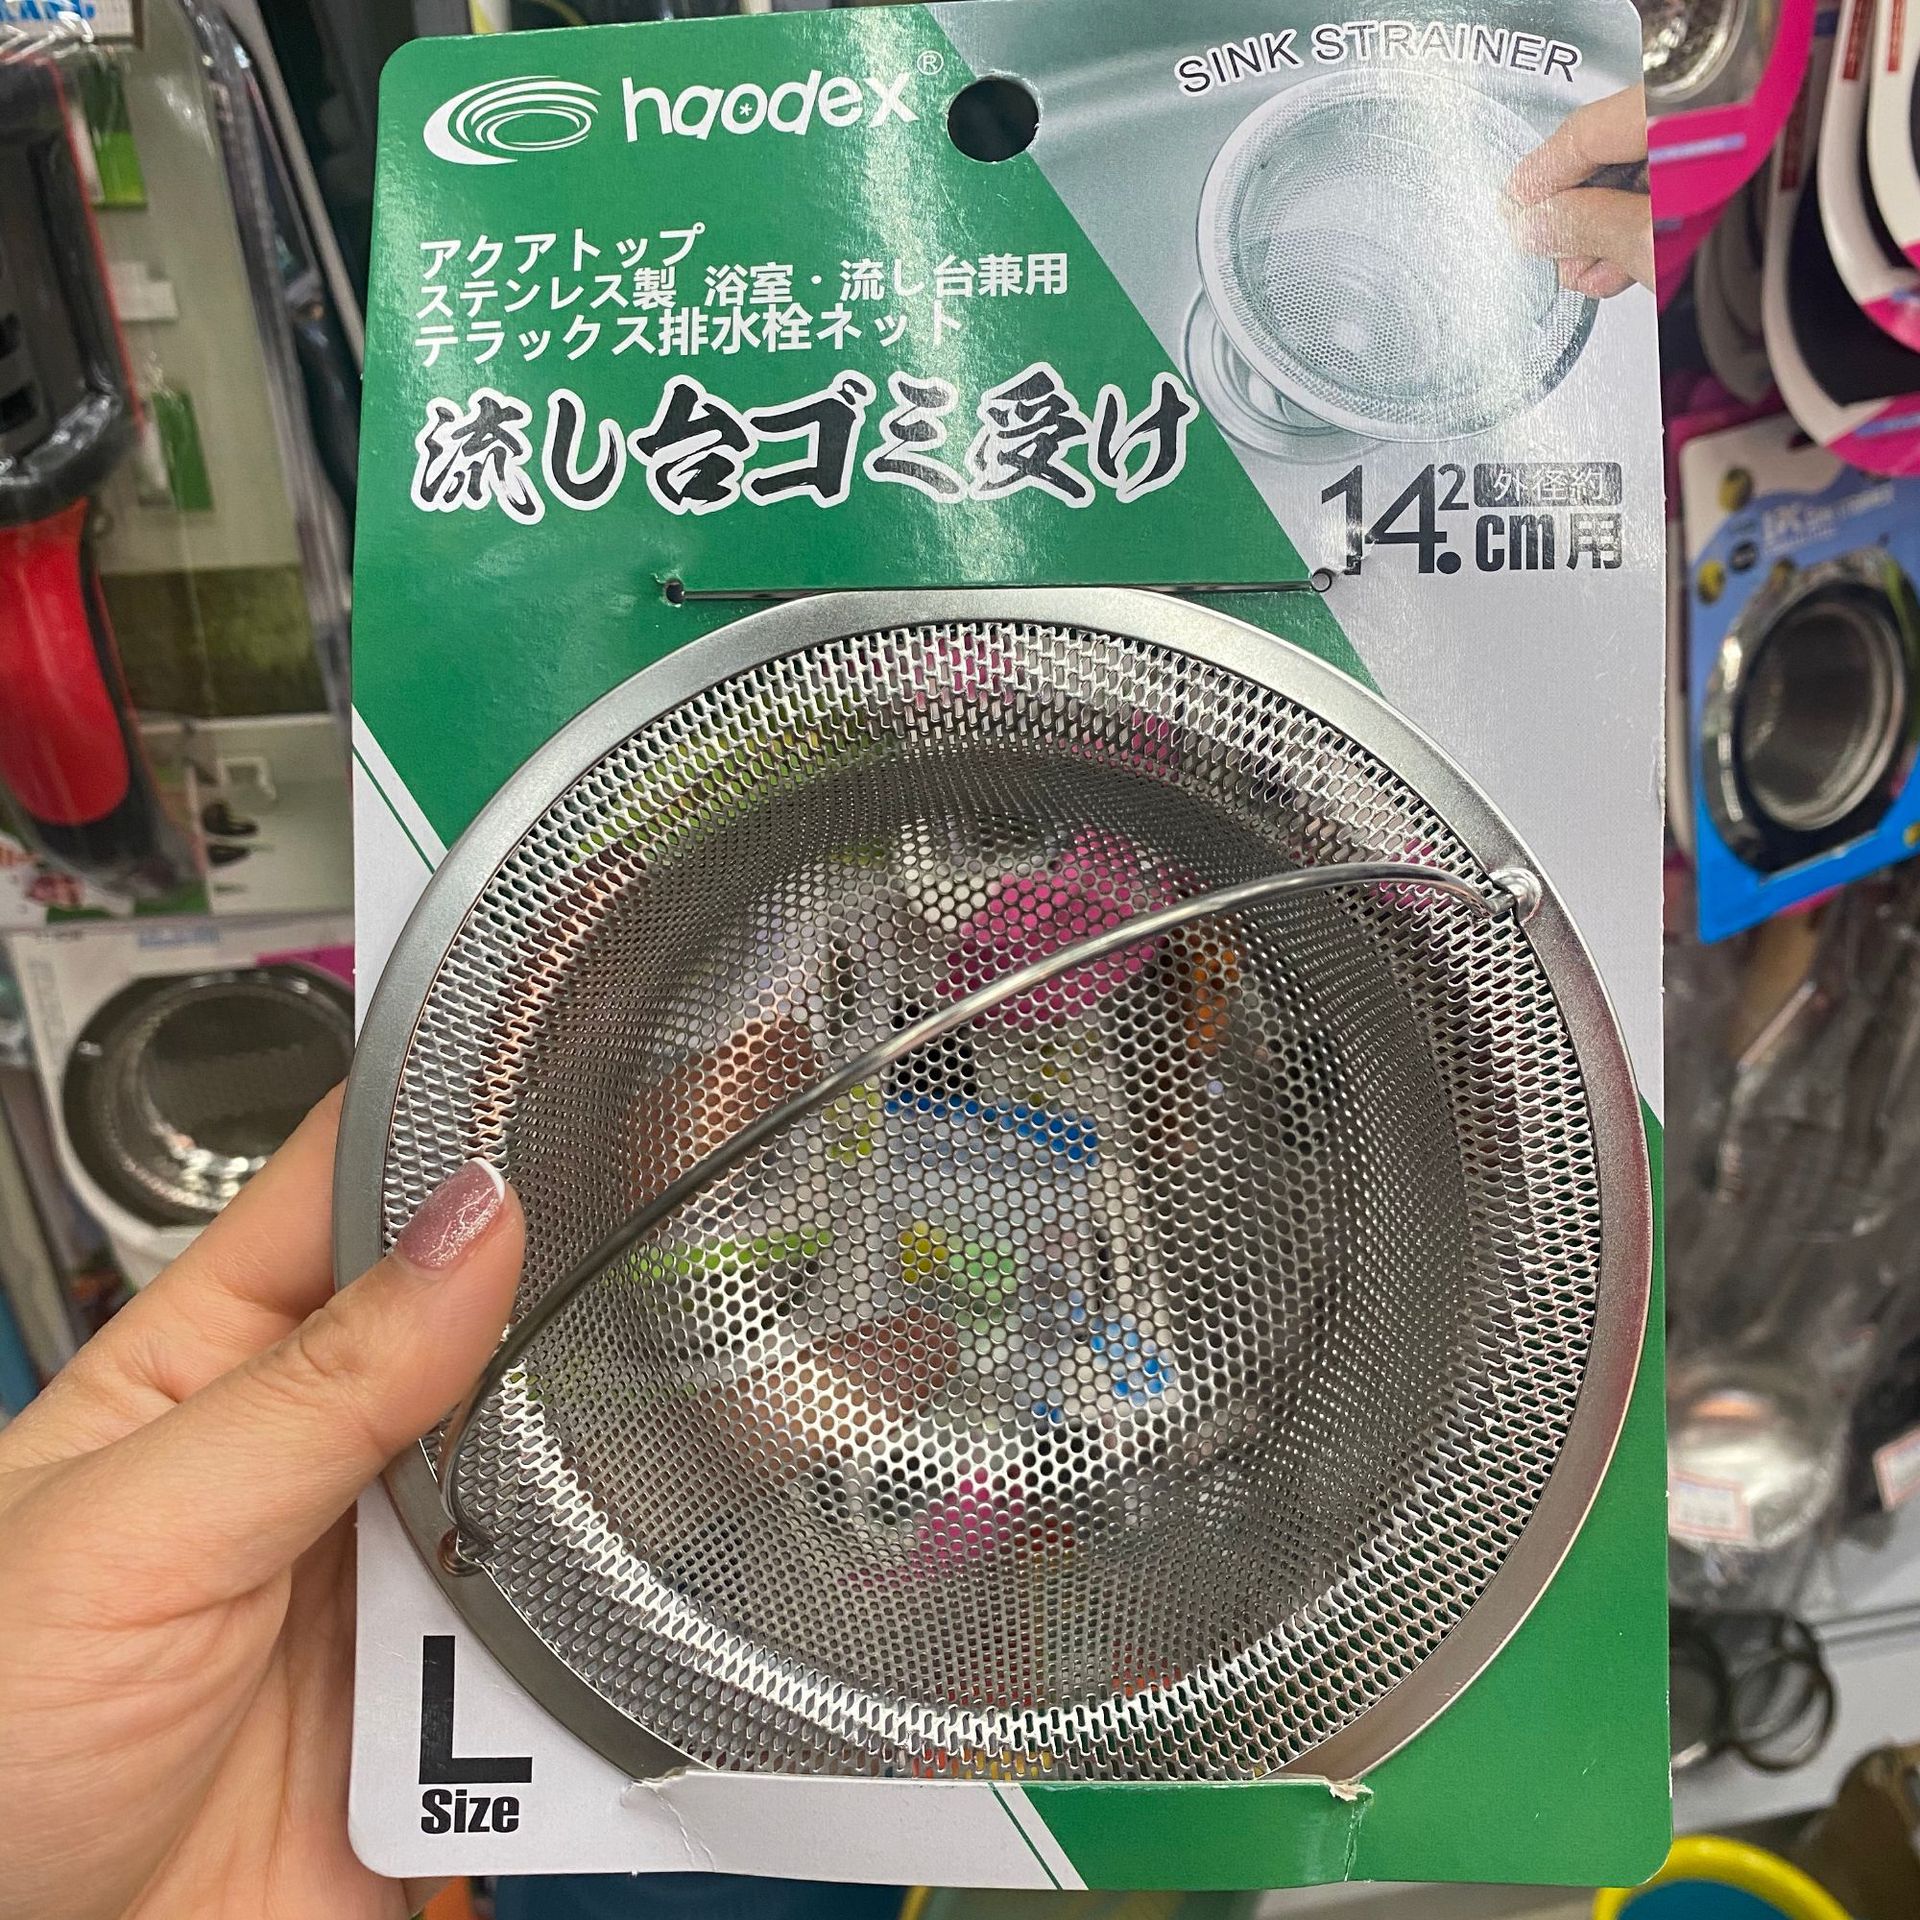 haodex®
SINK STRAINER
アクアトップ
ステンレス製 浴室・流し台兼用
テラックス排水栓ネット
流し台ゴミ受け
14.2cm用
外径約
L
Size